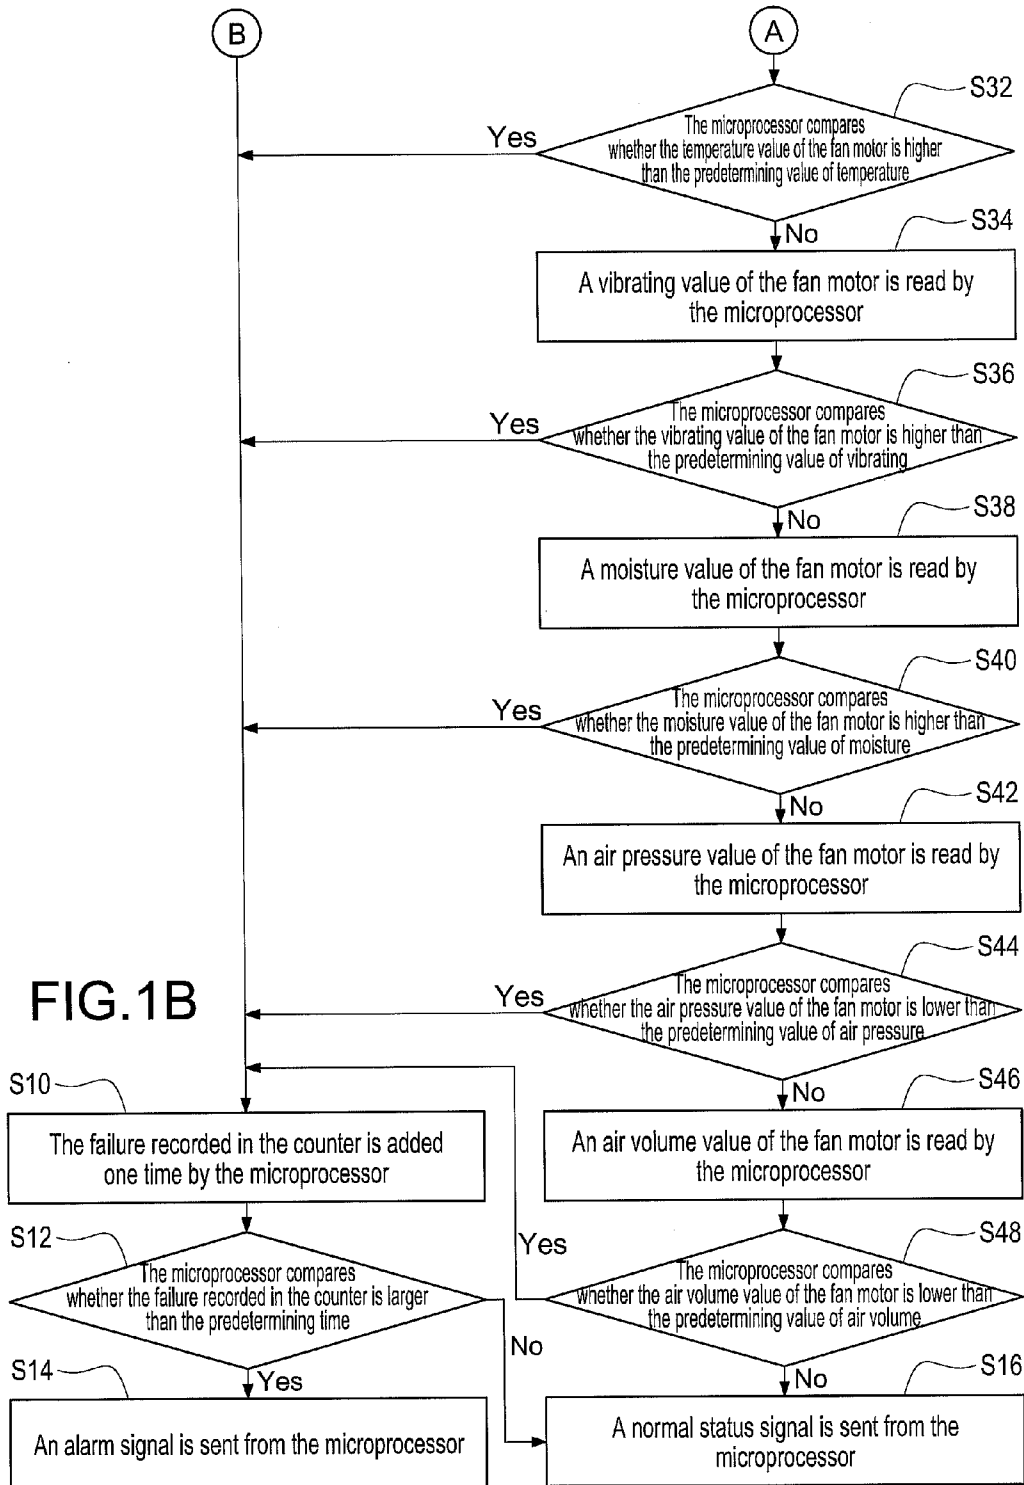 B
A
S32
The microprocessor compares
whether the temperature value of the fan motor is higher
than the predetermining value of temperature
Yes
No
S34
A vibrating value of the fan motor is read by
the microprocessor
S36
The microprocessor compares
whether the vibrating value of the fan motor is higher than
the predetermining value of vibrating
Yes
No
S38
A moisture value of the fan motor is read by
the microprocessor
S40
The microprocessor compares
whether the moisture value of the fan motor is higher than
the predetermining value of moisture
Yes
No
S42
An air pressure value of the fan motor is read by
the microprocessor
S44
The microprocessor compares
whether the air pressure value of the fan motor is lower than
the predetermining value of air pressure
Yes
No
FIG.1B
S46
An air volume value of the fan motor is read by
the microprocessor
S48
The microprocessor compares
whether the air volume value of the fan motor is lower than
the predetermining value of air volume
Yes
No
S10
The failure recorded in the counter is added
one time by the microprocessor
S12
The microprocessor compares
whether the failure recorded in the counter is larger
than the predetermining time
No
Yes
S14
An alarm signal is sent from the microprocessor
S16
A normal status signal is sent from the
microprocessor